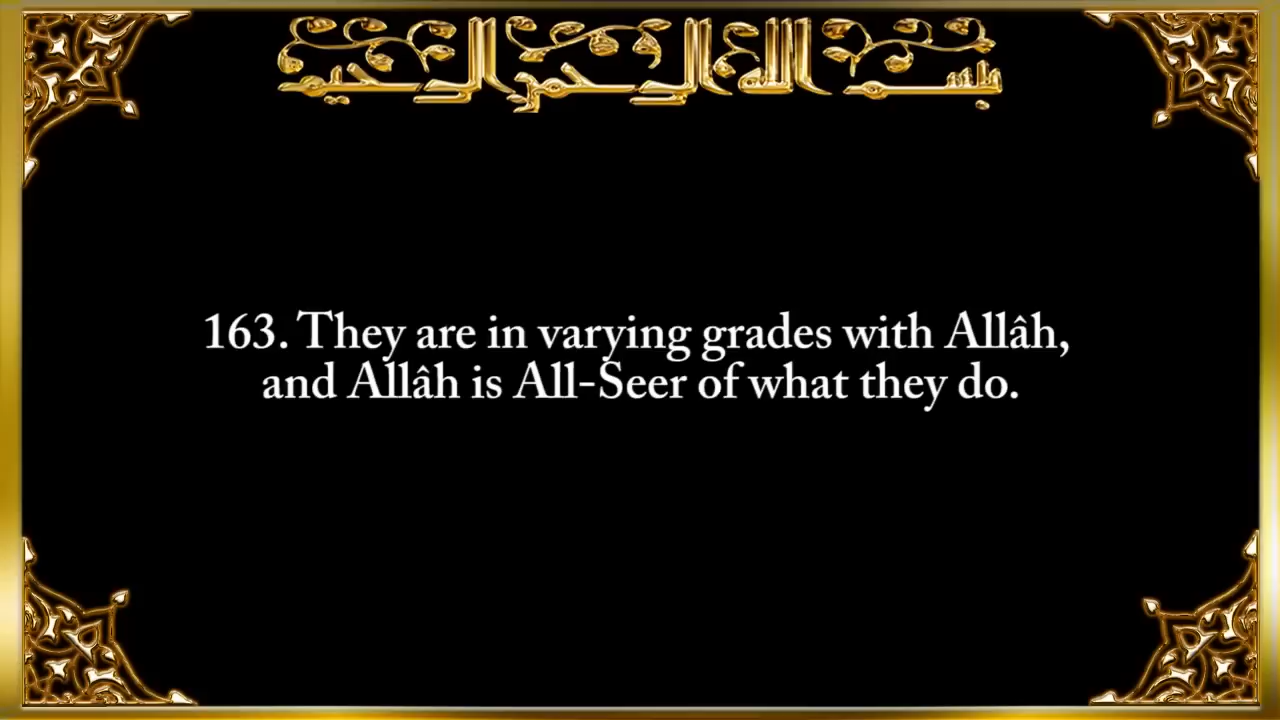 بسم الله الرحمن الرحيم
163. They are in varying grades with Allâh,
and Allâh is All-Seer of what they do.